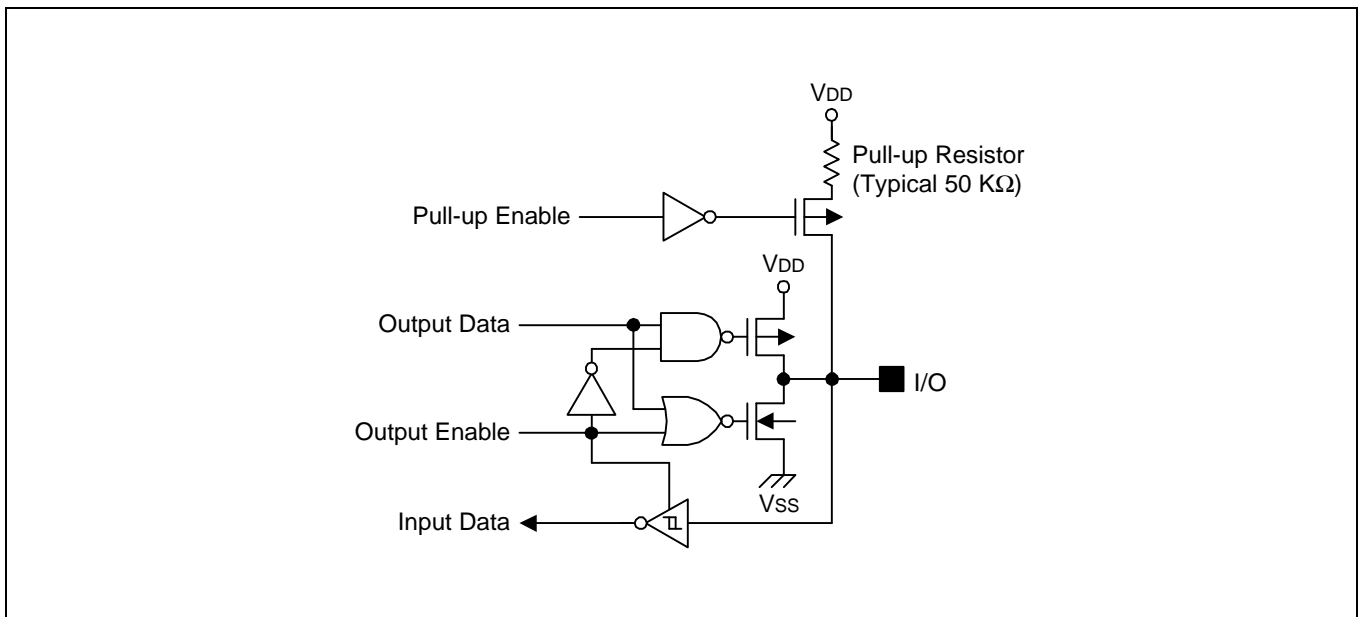 VDD
Pull-up Resistor
(Typical 50 KΩ)
Pull-up Enable
VDD
Output Data
I/O
Output Enable
VSS
Input Data